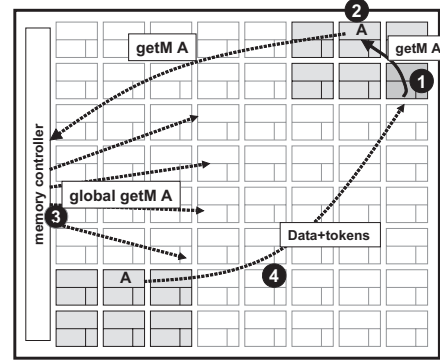 2
A
getM A
getM A
1
memory controller
global getM A
3
Data+tokens
A
4